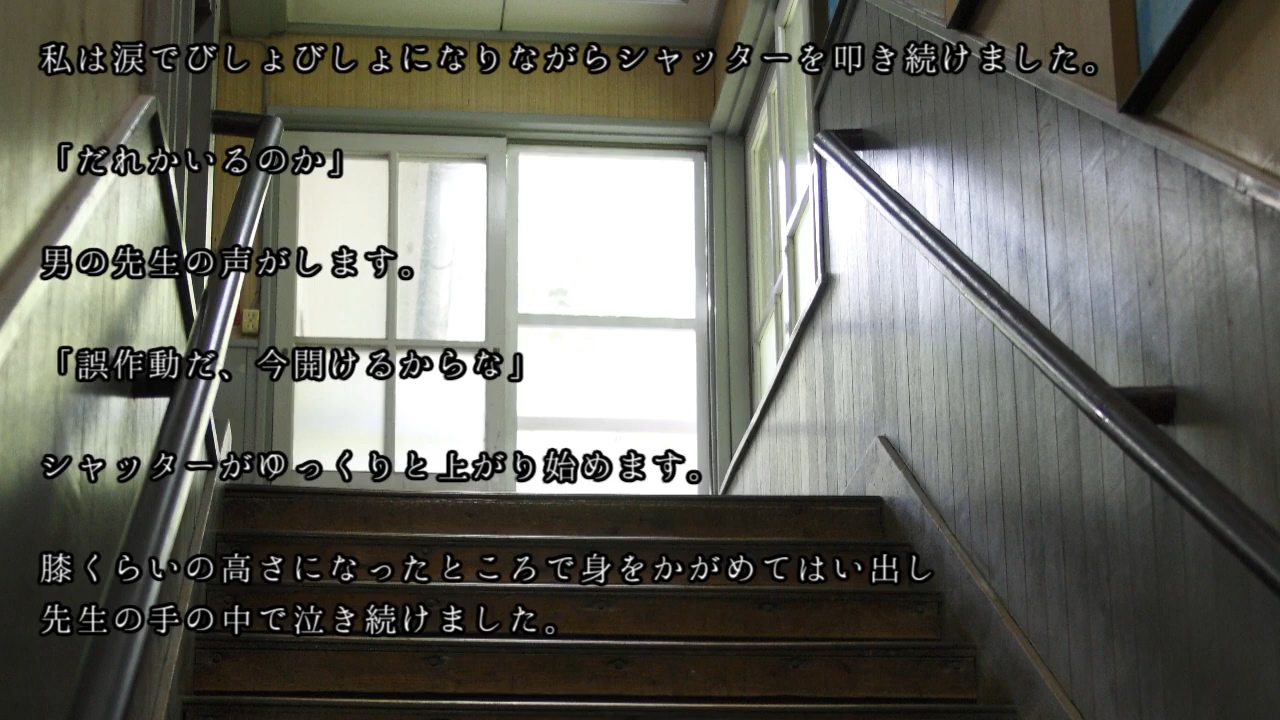 私は涙でびしょびしょになりながらシャッターを叩き続けました。
「だれかいるのか」
男の先生の声がします。
「誤作動だ、今開けるからな」
シャッターがゆっくりと上がり始めます。
膝くらいの高さになったところで身をかがめてはい出し
先生の手の中で泣き続けました。